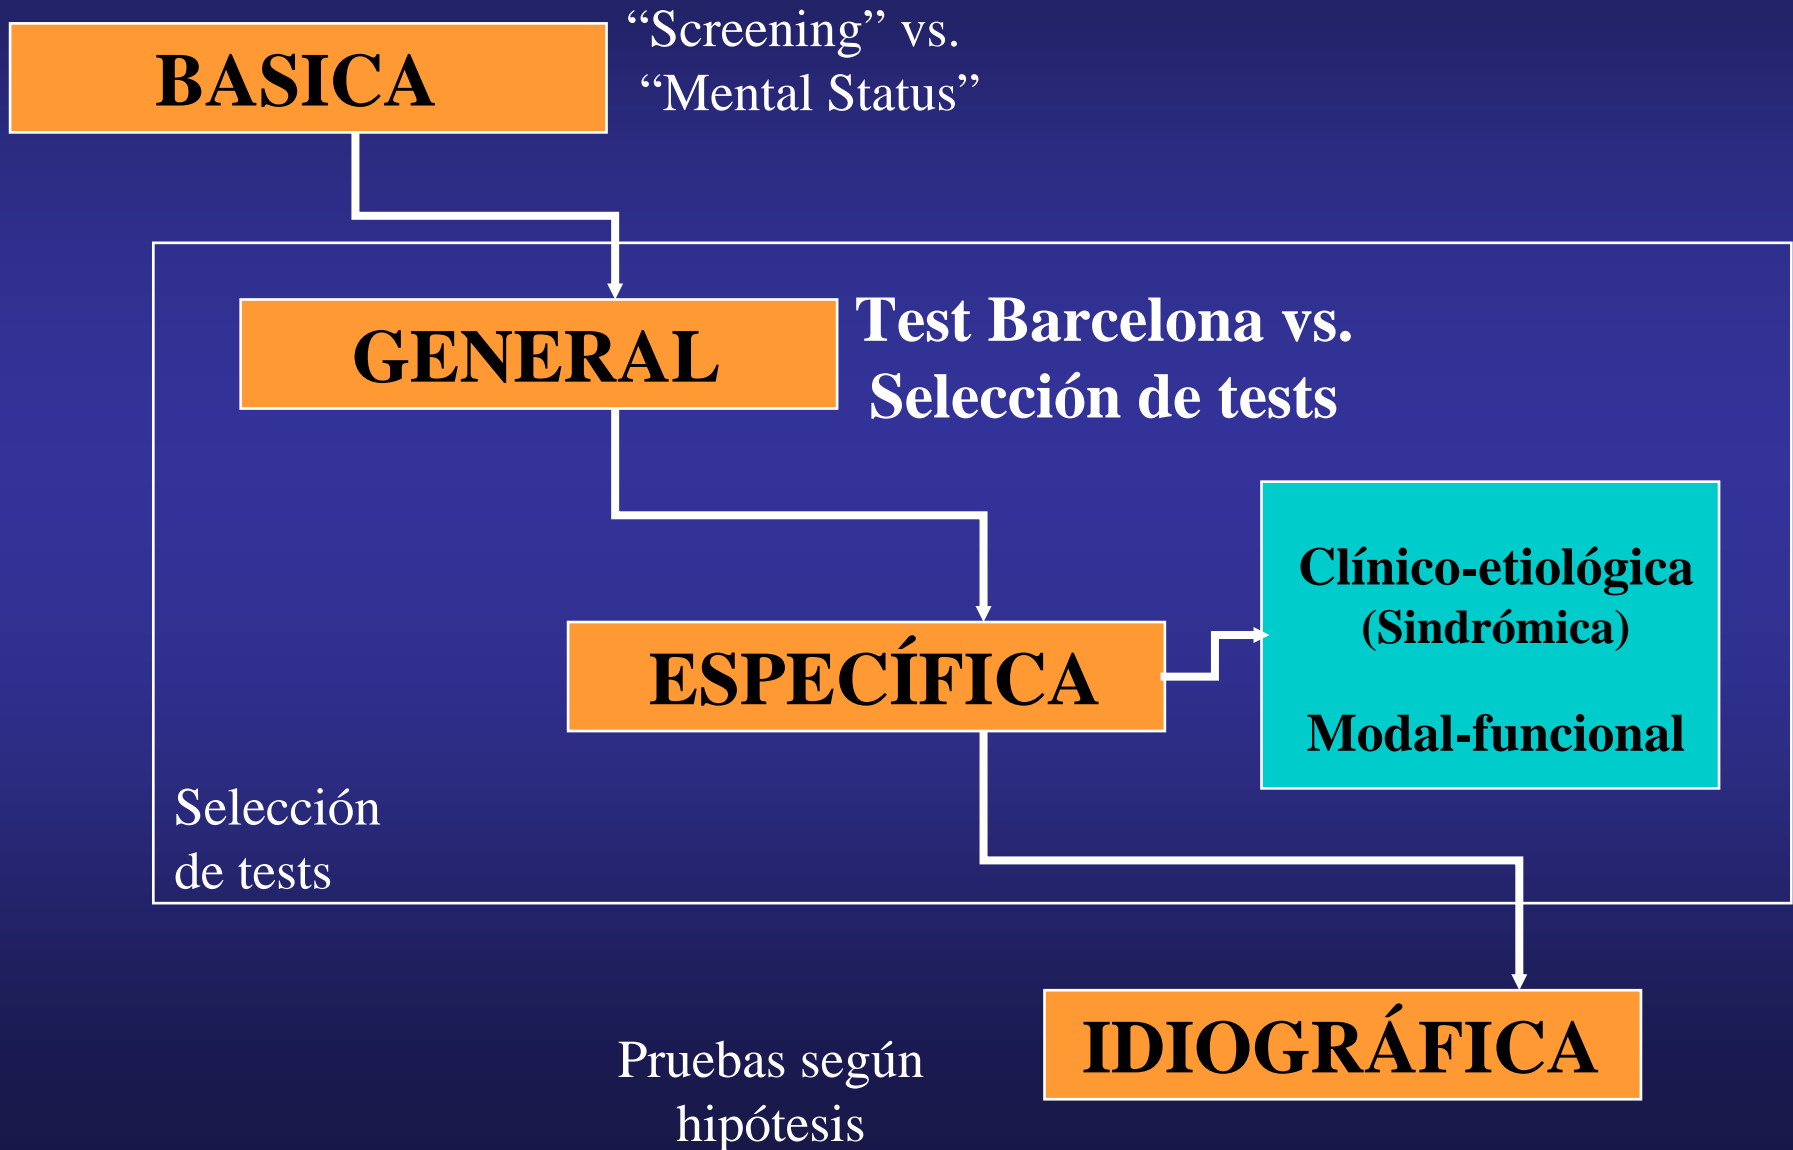 “Screening” vs.
“Mental Status”
BASICA
GENERAL
Test Barcelona vs.
Selección de tests
Clínico-etiológica
(Sindrómica)
Modal-funcional
ESPECÍFICA
Selección
de tests
IDIOGRÁFICA
Pruebas según
hipótesis